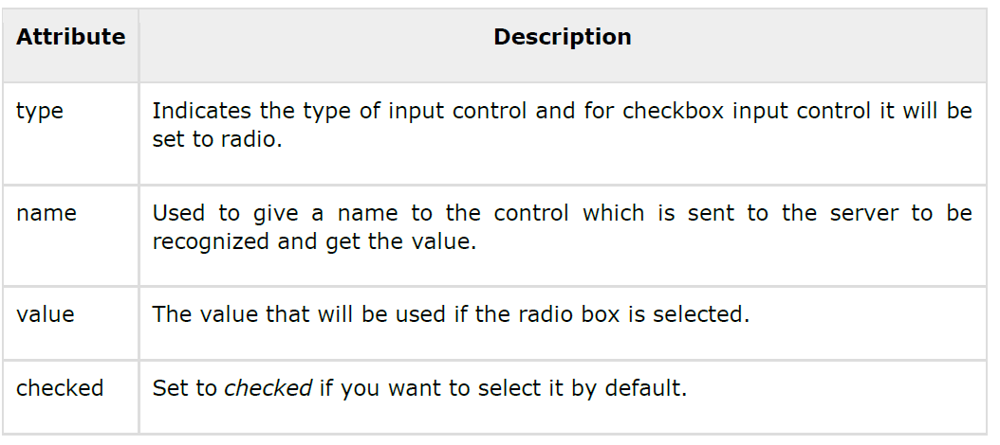 Attribute Description
type Indicates the type of input control and for checkbox input control it will be
set to radio.
name Used to give a name to the control which is sent to the server to be
recognized and get the value.
value The value that will be used if the radio box is selected.
checked Set to checked if you want to select it by default.